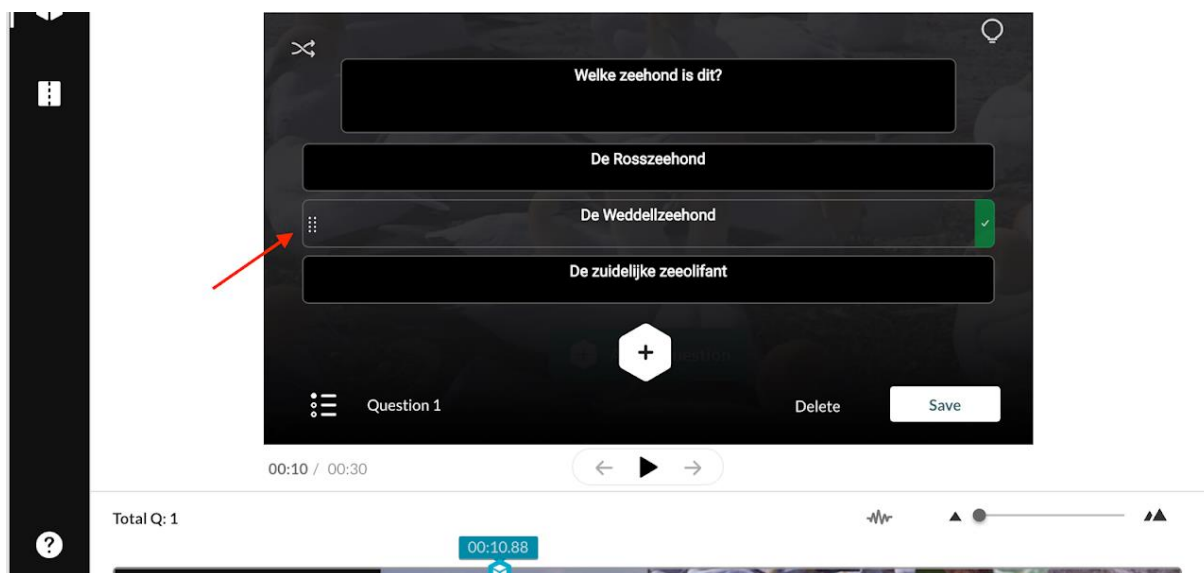 Welke zeehond is dit?
De Rosszeehond
De Weddellzeehond
De zuidelijke zeeolifant
Question 1
Delete
Save
00:10 / 00:30
Total Q: 1
00:10.88